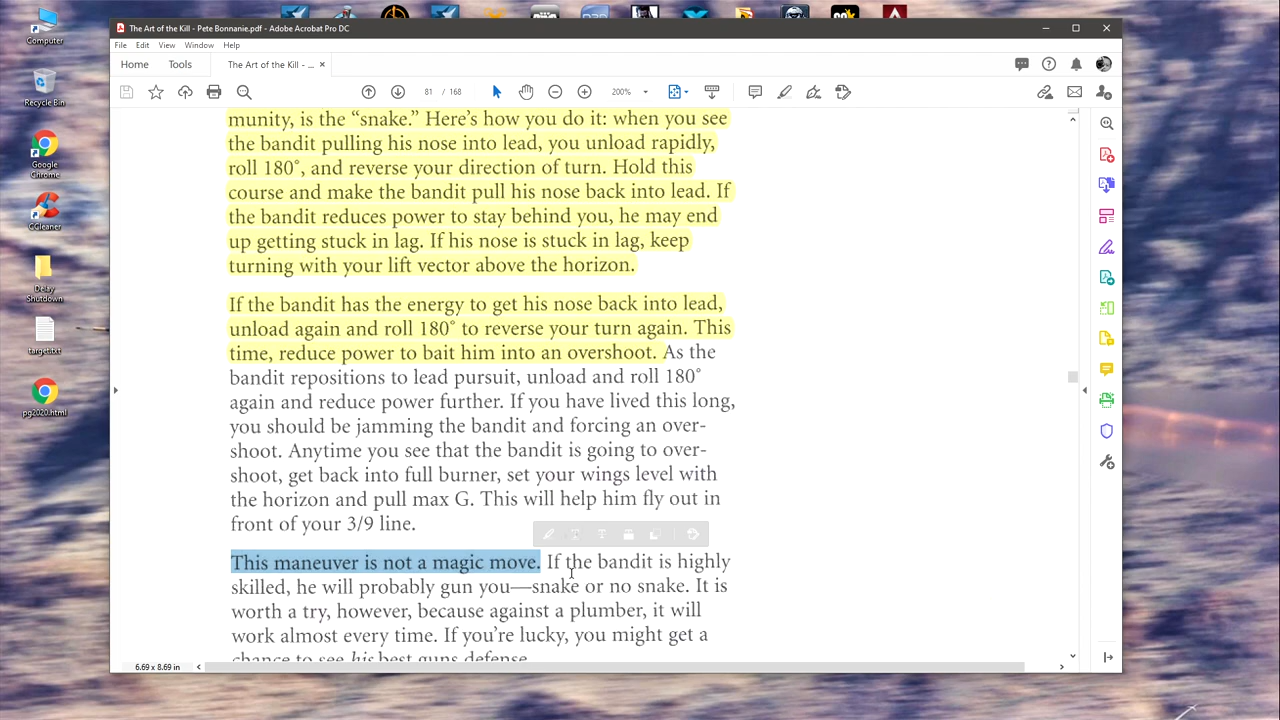 Computer
Recycle Bin
Google
Chrome
CCleaner
Delay
Shutdown
target.txt
pg2020.html
The Art of the Kill - Pete Bonnanie.pdf - Adobe Acrobat Pro DC
File Edit View Window Help
Home Tools The Art of the Kill - ... ×
81 / 168 200%
munity, is the “snake.” Here’s how you do it: when you see
the bandit pulling his nose into lead, you unload rapidly,
roll 180˚, and reverse your direction of turn. Hold this
course and make the bandit pull his nose back into lead. If
the bandit reduces power to stay behind you, he may end
up getting stuck in lag. If his nose is stuck in lag, keep
turning with your lift vector above the horizon.
If the bandit has the energy to get his nose back into lead,
unload again and roll 180˚ to reverse your turn again. This
time, reduce power to bait him into an overshoot. As the
bandit repositions to lead pursuit, unload and roll 180˚
again and reduce power further. If you have lived this long,
you should be jamming the bandit and forcing an over-
shoot. Anytime you see that the bandit is going to over-
shoot, get back into full burner, set your wings level with
the horizon and pull max G. This will help him fly out in
front of your 3/9 line.
This maneuver is not a magic move. If the bandit is highly
skilled, he will probably gun you—snake or no snake. It is
worth a try, however, because against a plumber, it will
work almost every time. If you’re lucky, you might get a
chance to see his best guns defense.
6.69 x 8.69 in